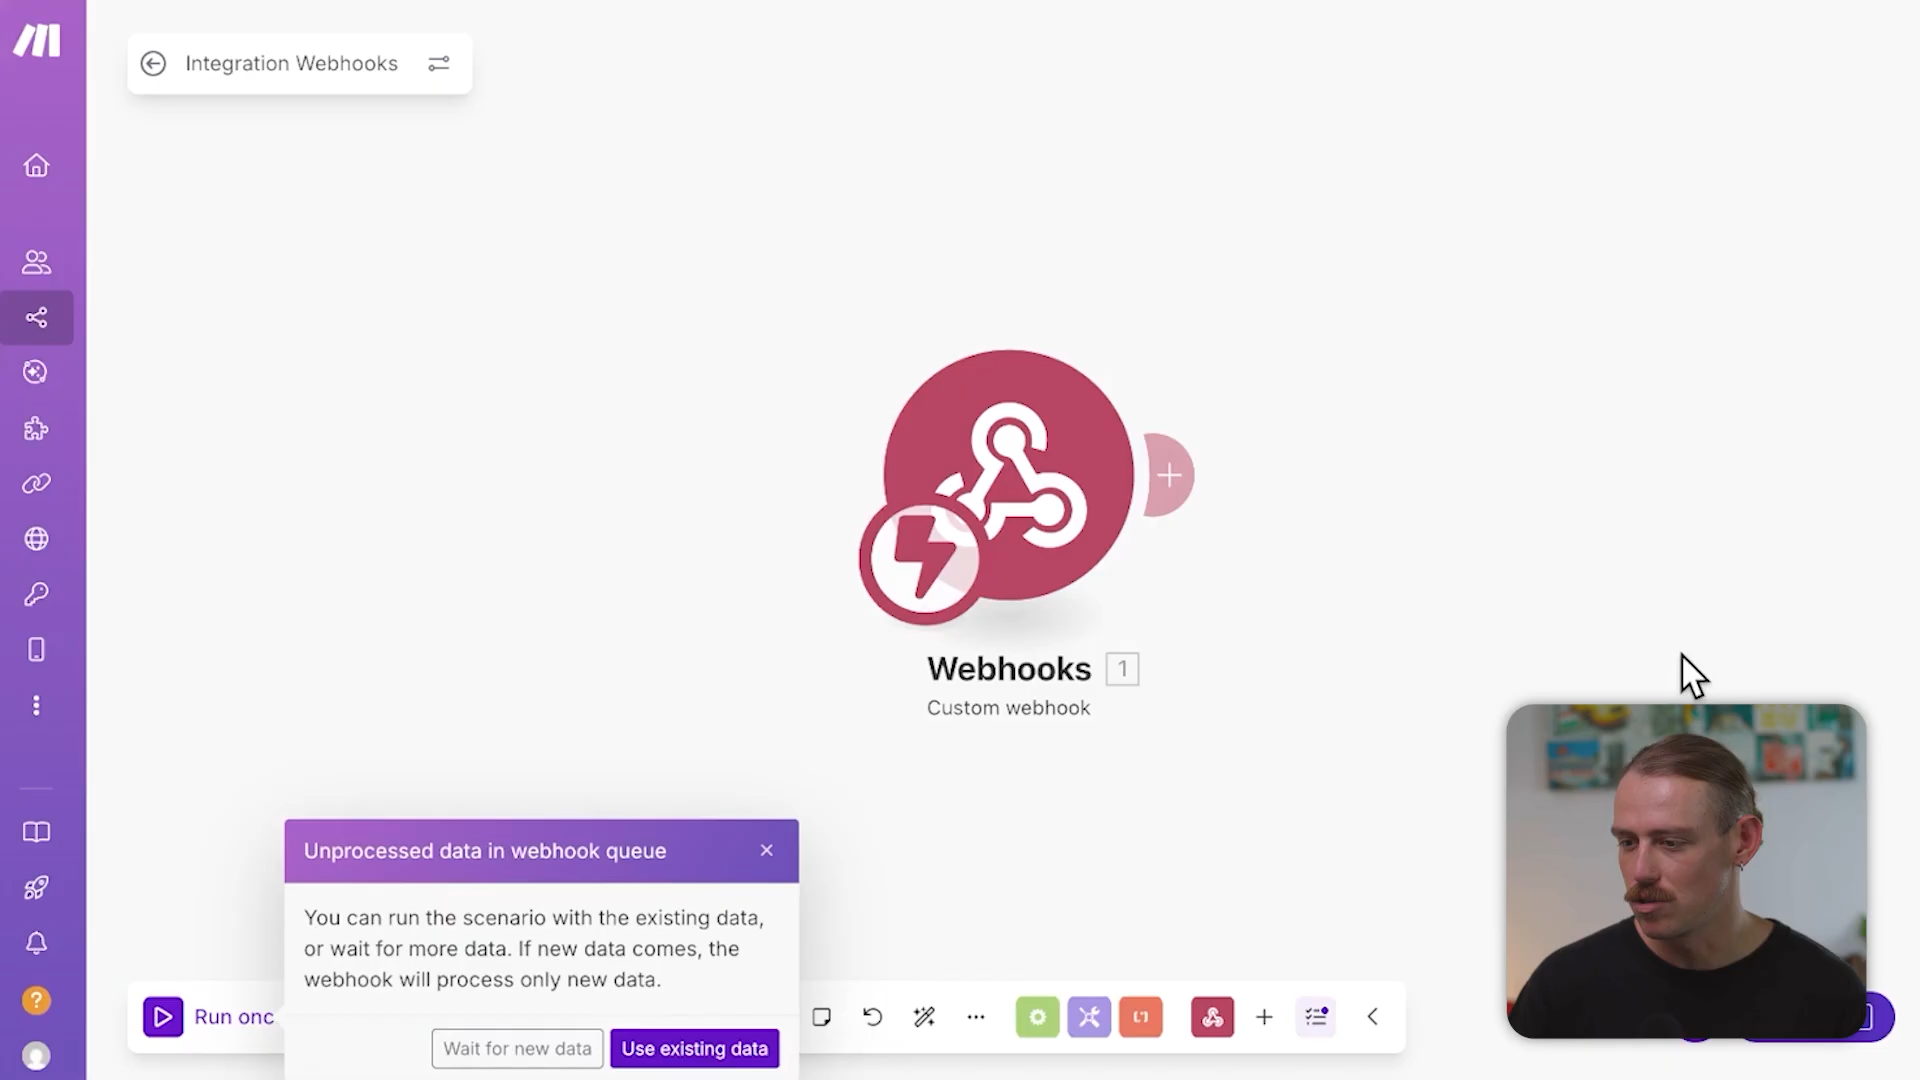 Integration Webhooks
Webhooks 1
Custom webhook
Unprocessed data in webhook queue
You can run the scenario with the existing data,
or wait for more data. If new data comes, the
webhook will process only new data.
Wait for new data
Use existing data
Run onc
?